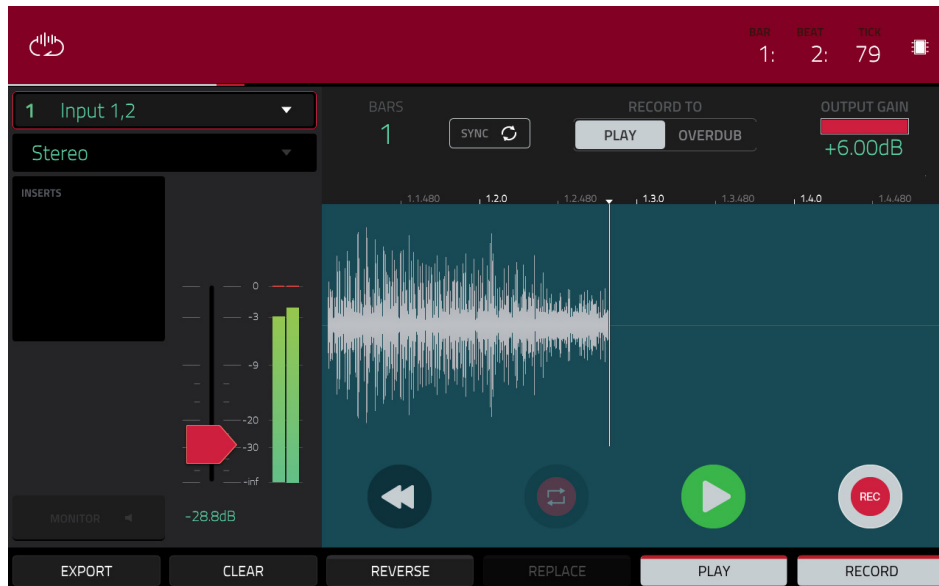 BAR BEAT TICK
1: 2: 79
1 Input 1,2
Stereo
BARS
1
SYNC
RECORD TO
PLAY OVERDUB
OUTPUT GAIN
+6.00dB
INSERTS
1.1.480 1.2.0 1.2.480 1.3.0 1.3.480 1.4.0 1.4.480
0
-3
-9
-20
-30
-inf
-28.8dB
MONITOR
REC
EXPORT CLEAR REVERSE REPLACE PLAY RECORD